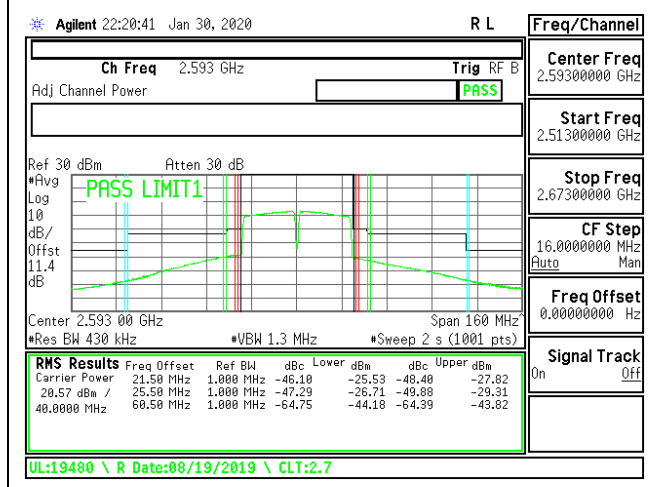 Agilent 22:20:41 Jan 30, 2020 R L Freq/Channel
Ch Freq 2.593 GHz Trig RF B
Adj Channel Power PASS
Center Freq
2.59300000 GHz
Start Freq
2.51300000 GHz
Stop Freq
2.67300000 GHz
CF Step
16.0000000 MHz
Auto Man
Freq Offset
0.00000000 Hz
Signal Track
On Off
Ref 30 dBm Atten 30 dB
#Avg
Log
10
dB/
Offst
11.4
dB
PASS LIMIT1
Center 2.593 00 GHz Span 160 MHz^
#Res BW 430 kHz #VBW 1.3 MHz #Sweep 2 s (1001 pts)
RMS Results Freq Offset Ref BW dBc Lower dBm dBc Upper dBm
Carrier Power 21.50 MHz 1.000 MHz -46.10 -25.53 -48.40 -27.82
20.57 dBm / 25.50 MHz 1.000 MHz -47.29 -26.71 -49.88 -29.31
40.0000 MHz 60.50 MHz 1.000 MHz -64.75 -44.18 -64.39 -43.82
UL:19480 \ R Date:08/19/2019 \ CLT:2.7